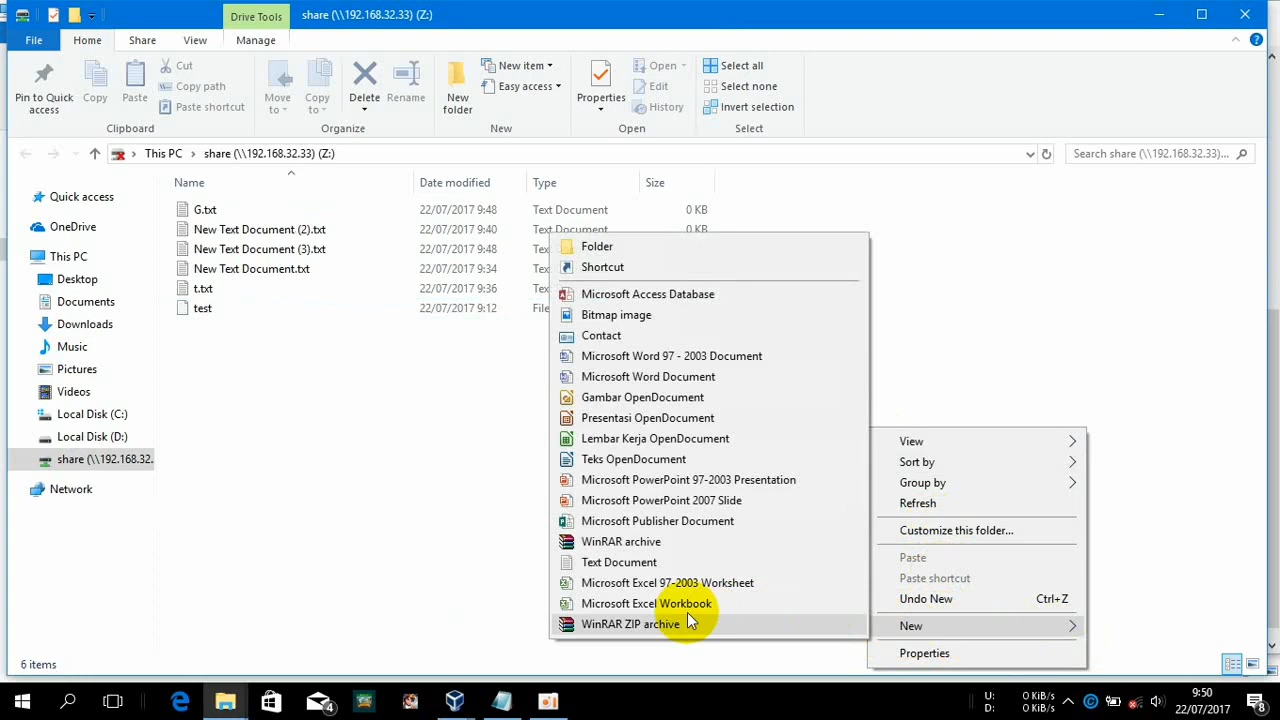 Drive Tools
share (\\192.168.32.33) (Z:)
File
Home
Share
View
Manage
Pin to Quick access
Copy
Paste
Cut
Copy path
Paste shortcut
Clipboard
Move to
Copy to
Delete
Rename
Organize
New folder
New item
Easy access
New
Properties
Open
Edit
History
Open
Select all
Select none
Invert selection
Select
This PC
share (\\192.168.32.33) (Z:)
Search share (\\192.168.32.33)...
Name
Date modified
Type
Size
G.txt 22/07/2017 9:48 Text Document 0 KB
New Text Document (2).txt 22/07/2017 9:40 Text Document 0 KB
New Text Document (3).txt 22/07/2017 9:48
New Text Document.txt 22/07/2017 9:34
t.txt 22/07/2017 9:36
test 22/07/2017 9:12
Quick access
OneDrive
This PC
Desktop
Documents
Downloads
Music
Pictures
Videos
Local Disk (C:)
Local Disk (D:)
share (\\192.168.32.
Network
Folder
Shortcut
Microsoft Access Database
Bitmap image
Contact
Microsoft Word 97 - 2003 Document
Microsoft Word Document
Gambar OpenDocument
Presentasi OpenDocument
Lembar Kerja OpenDocument
Teks OpenDocument
Microsoft PowerPoint 97-2003 Presentation
Microsoft PowerPoint 2007 Slide
Microsoft Publisher Document
WinRAR archive
Text Document
Microsoft Excel 97-2003 Worksheet
Microsoft Excel Workbook
WinRAR ZIP archive
View
Sort by
Group by
Refresh
Customize this folder...
Paste
Paste shortcut
Undo New Ctrl+Z
New
Properties
6 items
4
U: 0 KiB/s
D: 0 KiB/s
9:50
22/07/2017
8